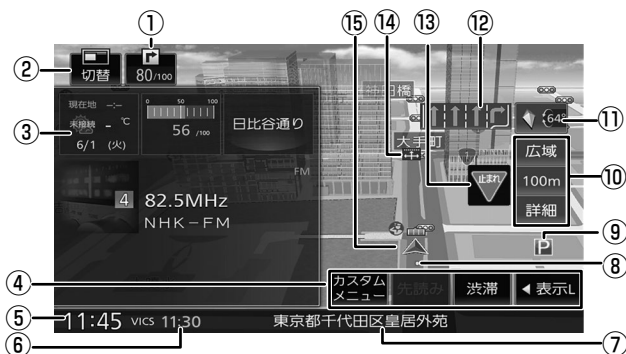 ① ⑮ ⑭ ⑬ ⑫
② 切替 80/100
現在地 --:--
未接続 - ℃
6/1 (火)
0 50 100
56 /100
日比谷通り
③
大手町
止まれ
648
⑪
広域
100m
詳細
⑩
FM
4 82.5MHz
NHK-FM
P
⑨
⑧
④ カスタムメニュー 先読み 渋滞 ◀ 表示L
⑤ 11:45 VICS 11:30 東京都千代田区皇居外苑
⑥ ⑦